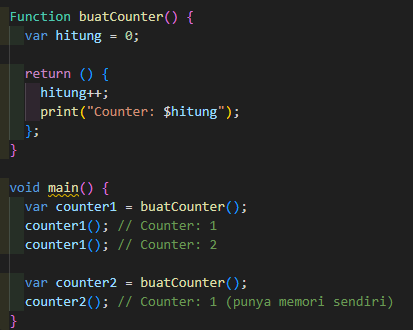 Function buatCounter() {
  var hitung = 0;

  return () {
    hitung++;
    print("Counter: $hitung");
  };
}

void main() {
  var counter1 = buatCounter();
  counter1(); // Counter: 1
  counter1(); // Counter: 2

  var counter2 = buatCounter();
  counter2(); // Counter: 1 (punya memori sendiri)
}